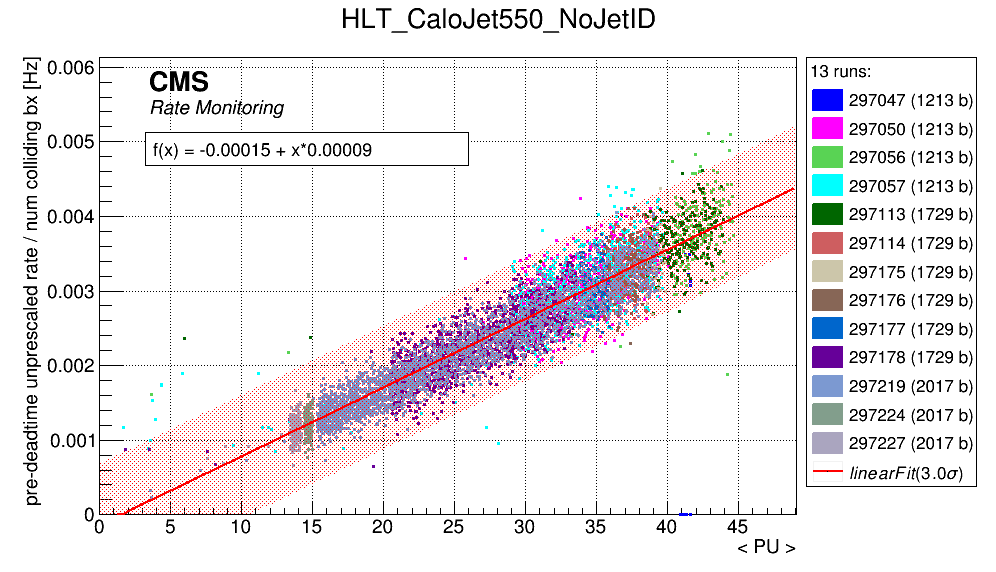 HLT_CaloJet550_NoJetID
pre-deadtime unprescaled rate / num colliding bx [Hz]
0.006
0.005
0.004
0.003
0.002
0.001
0
CMS
Rate Monitoring
f(x) = -0.00015 + x*0.00009
0 5 10 15 20 25 30 35 40 45
< PU >
13 runs:
297047 (1213 b)
297050 (1213 b)
297056 (1213 b)
297057 (1213 b)
297113 (1729 b)
297114 (1729 b)
297175 (1729 b)
297176 (1729 b)
297177 (1729 b)
297178 (1729 b)
297219 (2017 b)
297224 (2017 b)
297227 (2017 b)
linearFit(3.0σ)